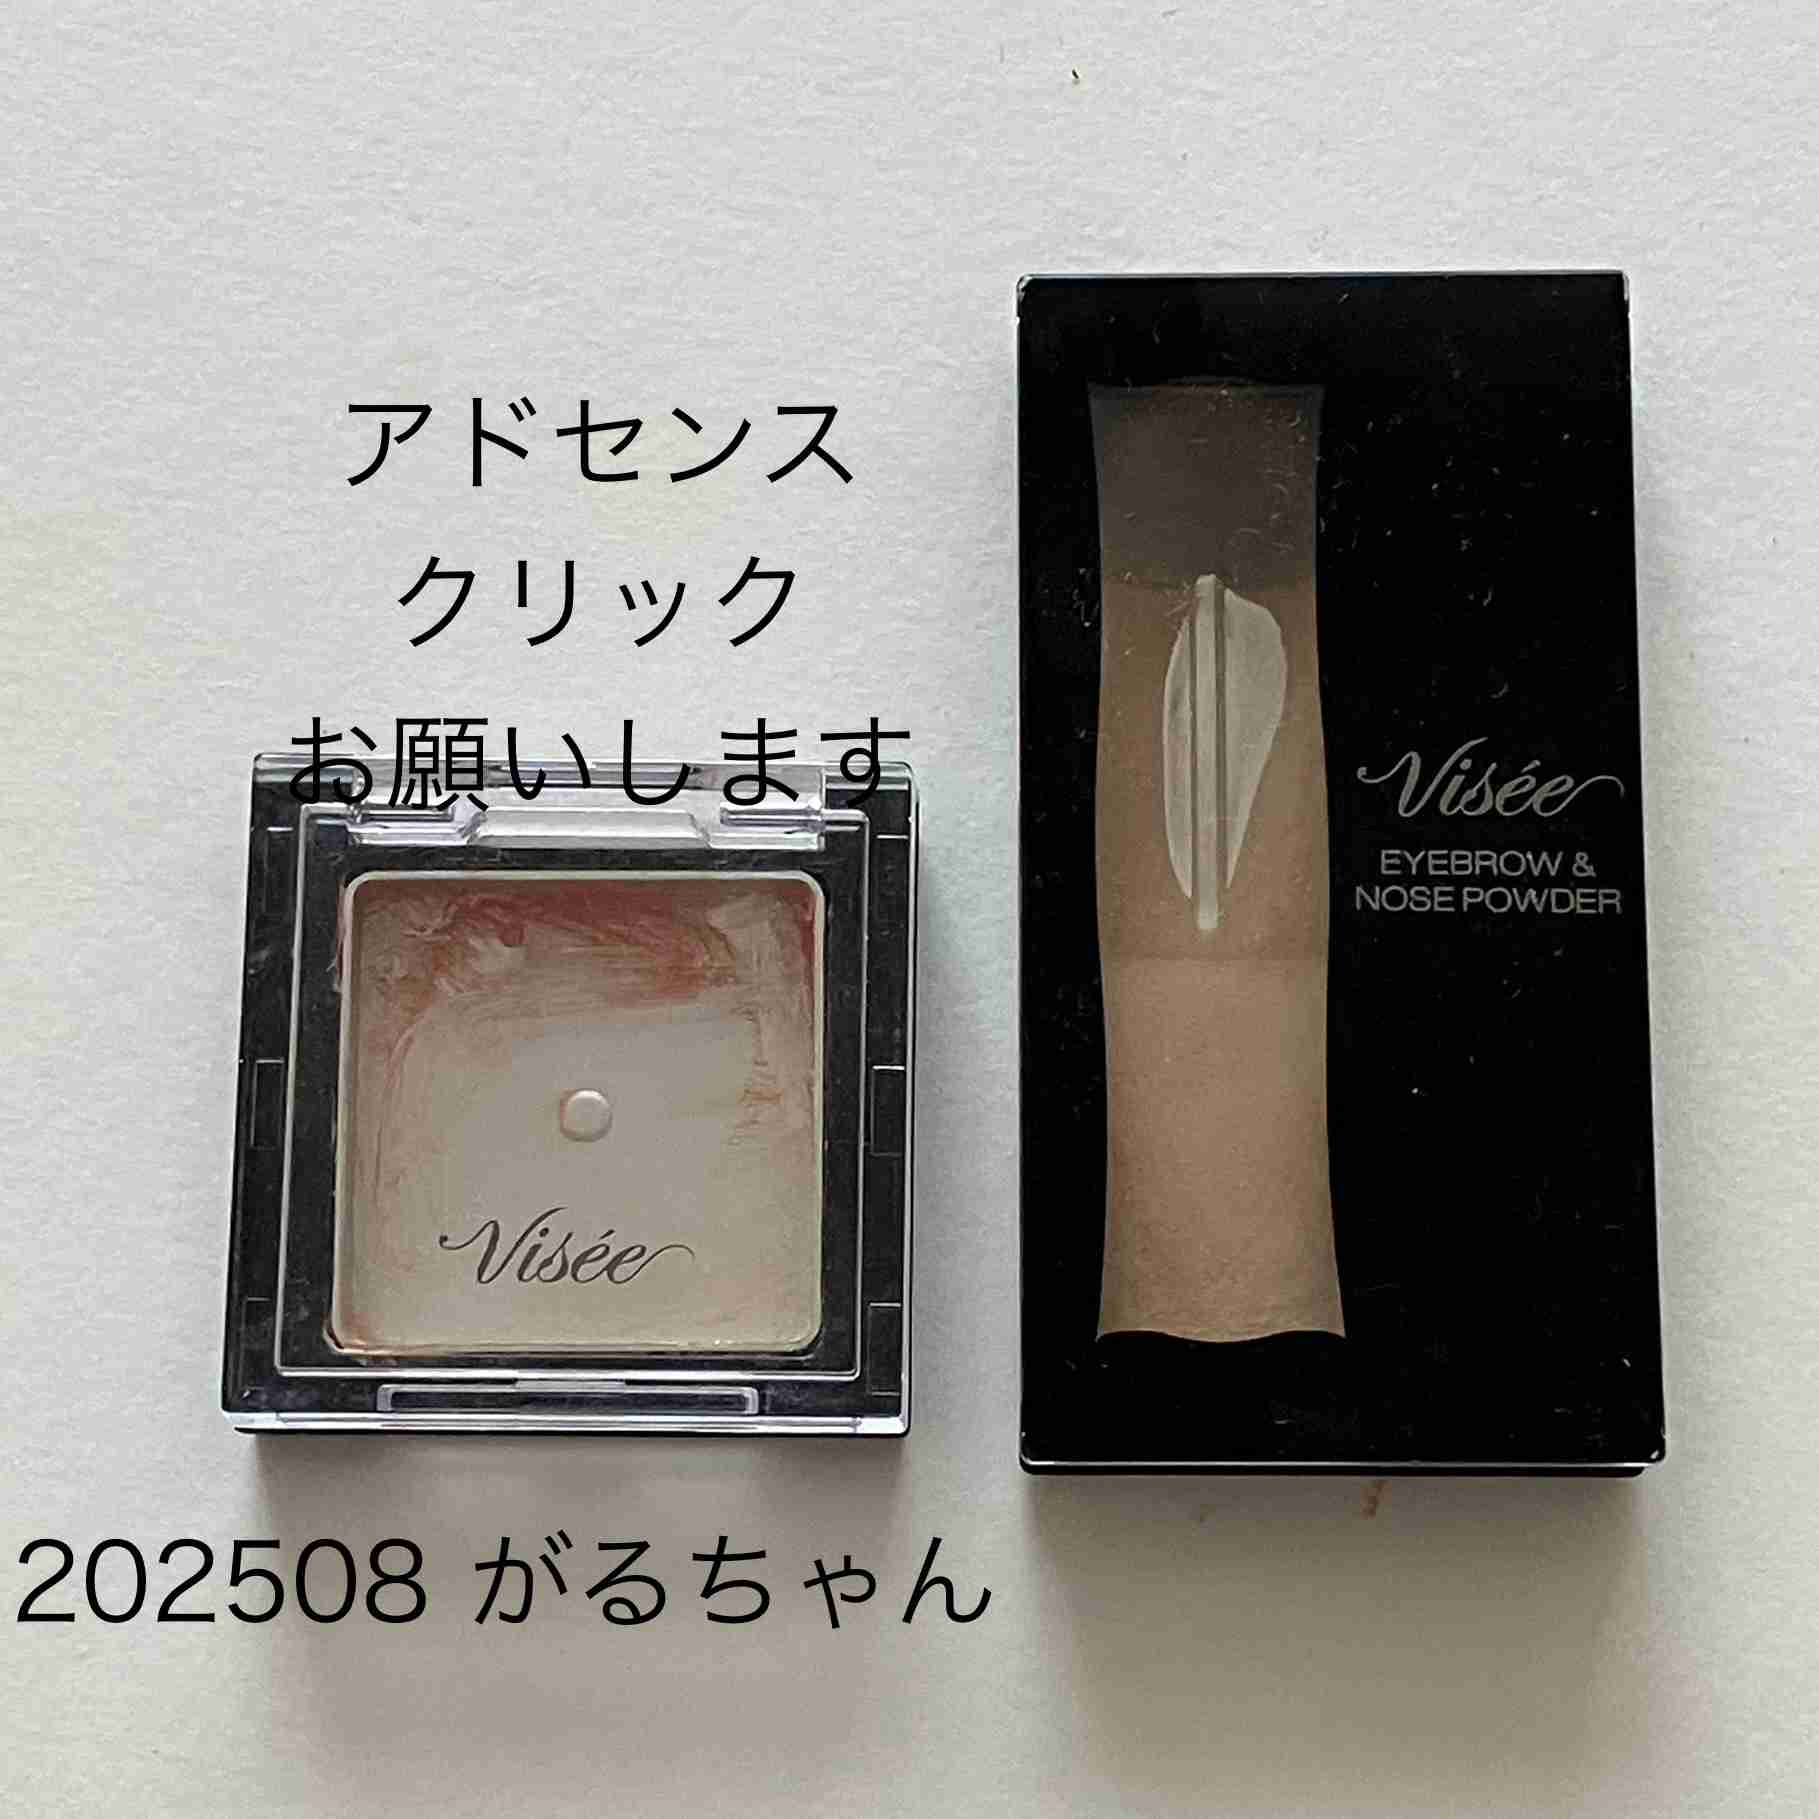 アドセンス
クリック
お願いします
Visée
EYEBROW &
NOSE POWDER
Visée
202508 がるちゃん